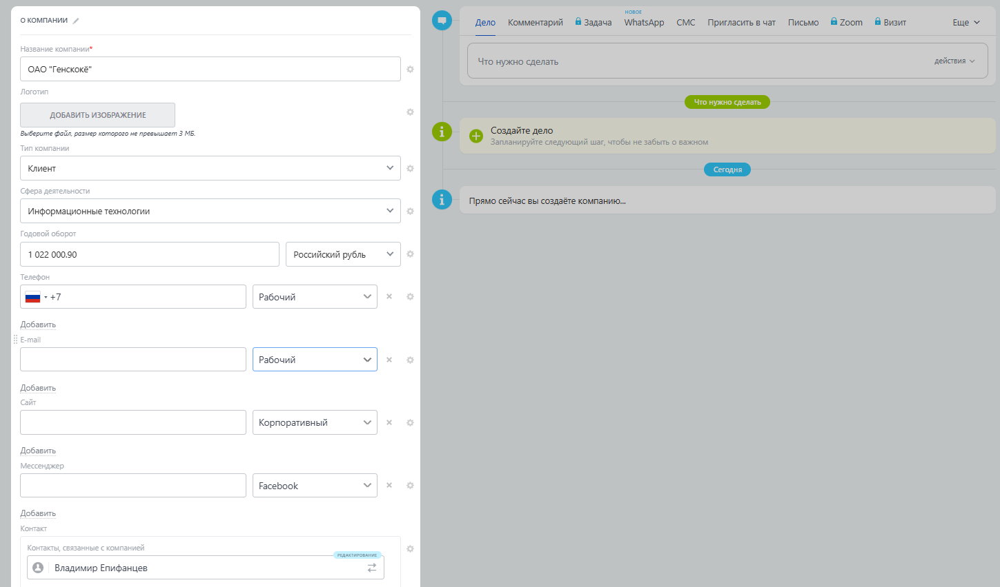 О КОМПАНИИ
Название компании*
ОАО "Генскокё"
Логотип
ДОБАВИТЬ ИЗОБРАЖЕНИЕ
Выберите файл, размер которого не превышает 3 МБ.
Тип компании
Клиент
Сфера деятельности
Информационные технологии
Годовой оборот
1 022 000.90 Российский рубль
Телефон
+7 Рабочий
Добавить
E-mail
Рабочий
Добавить
Сайт
Корпоративный
Добавить
Мессенджер
Facebook
Добавить
Контакт
Контакты, связанные с компанией
РЕДАКТИРОВАНИЕ
Владимир Епифанцев
НОВОЕ
Дело Комментарий Задача WhatsApp СМС Пригласить в чат Письмо Zoom Визит Еще
Что нужно сделать действия
Что нужно сделать
Создайте дело
Запланируйте следующий шаг, чтобы не забыть о важном
Сегодня
Прямо сейчас вы создаёте компанию...